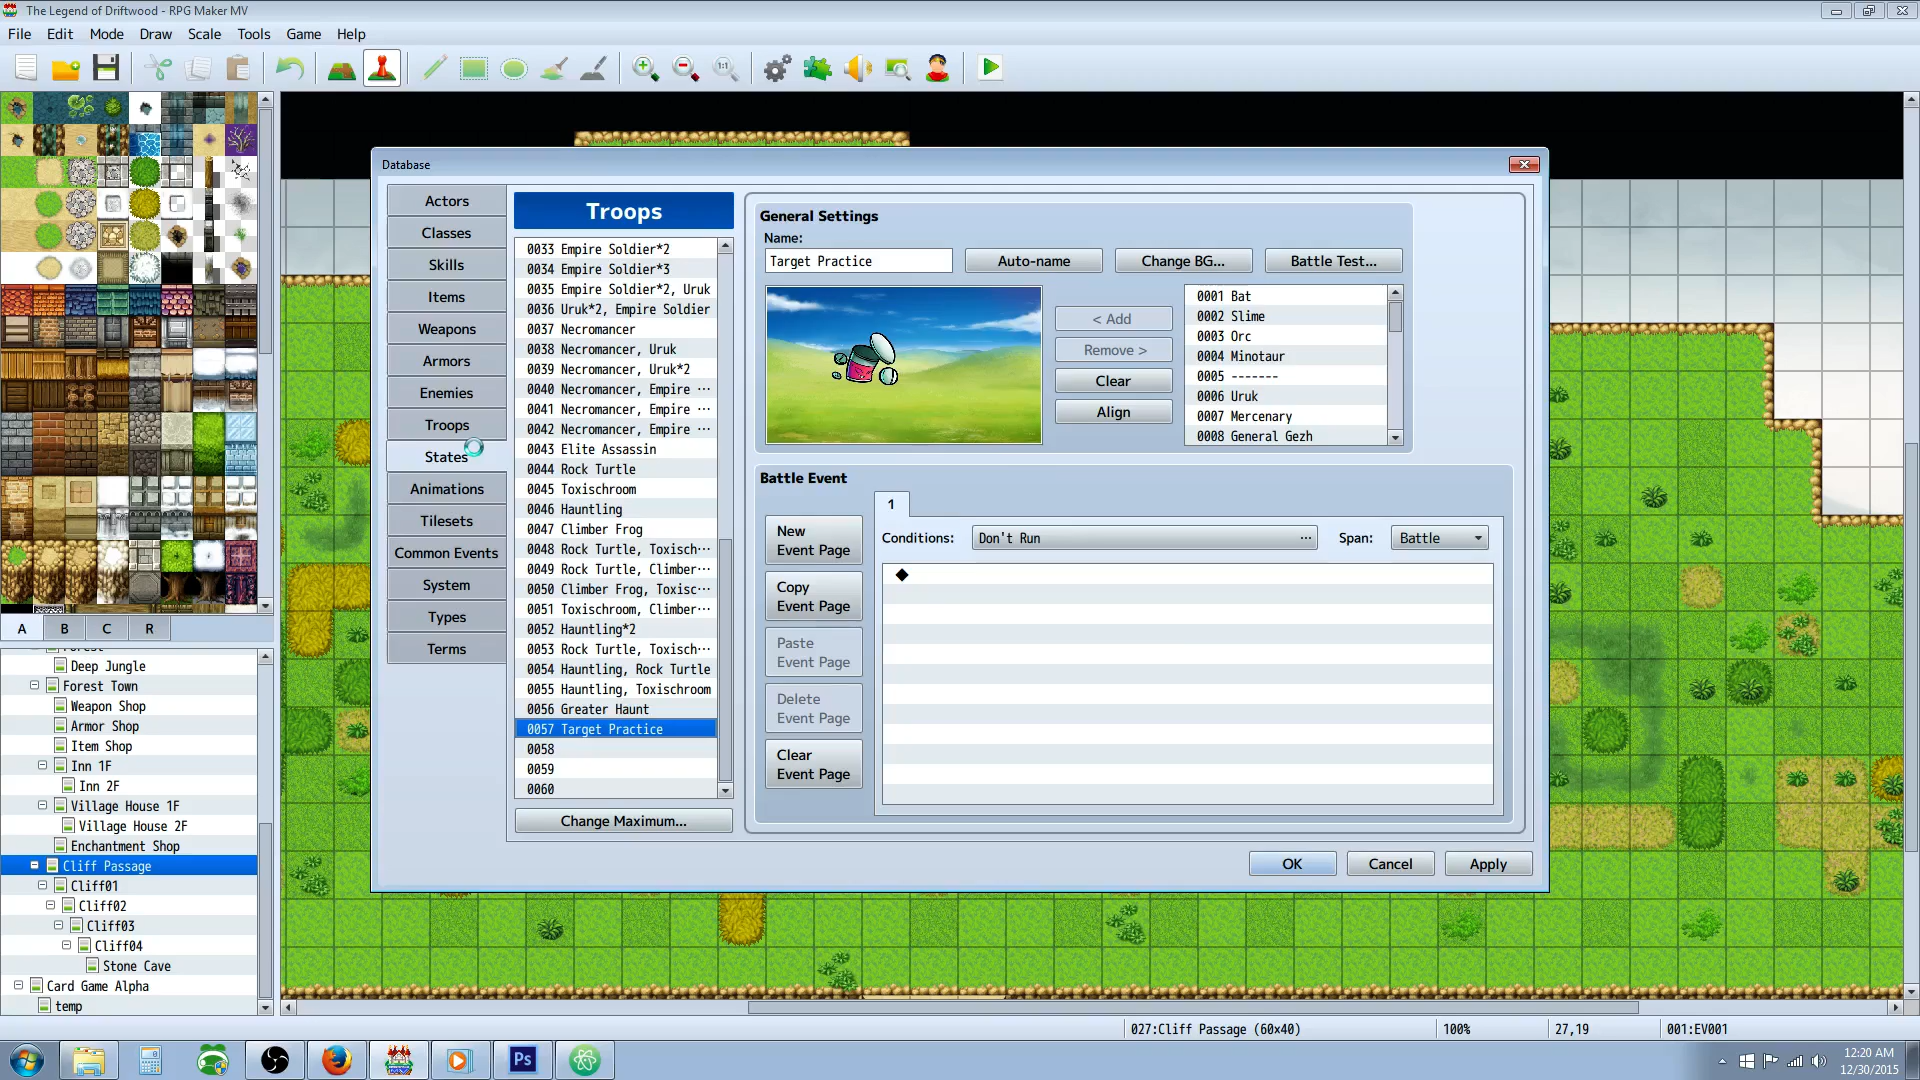 The Legend of Driftwood - RPG Maker MV
File Edit Mode Draw Scale Tools Game Help
1:1
Database
Actors
Classes
Skills
Items
Weapons
Armors
Enemies
Troops
States
Animations
Tilesets
Common Events
System
Types
Terms
Troops
0033 Empire Soldier*2
0034 Empire Soldier*3
0035 Empire Soldier*2, Uruk
0036 Uruk*2, Empire Soldier
0037 Necromancer
0038 Necromancer, Uruk
0039 Necromancer, Uruk*2
0040 Necromancer, Empire ···
0041 Necromancer, Empire ···
0042 Necromancer, Empire ···
0043 Elite Assassin
0044 Rock Turtle
0045 Toxischroom
0046 Hauntling
0047 Climber Frog
0048 Rock Turtle, Toxisch···
0049 Rock Turtle, Climber···
0050 Climber Frog, Toxisc···
0051 Toxischroom, Climber···
0052 Hauntling*2
0053 Rock Turtle, Toxisch···
0054 Hauntling, Rock Turtle
0055 Hauntling, Toxischroom
0056 Greater Haunt
0057 Target Practice
0058
0059
0060
Change Maximum...
General Settings
Name:
Target Practice
Auto-name
Change BG...
Battle Test...
< Add
Remove >
Clear
Align
0001 Bat
0002 Slime
0003 Orc
0004 Minotaur
0005 -------
0006 Uruk
0007 Mercenary
0008 General Gezh
Battle Event
1
New
Event Page
Copy
Event Page
Paste
Event Page
Delete
Event Page
Clear
Event Page
Conditions: Don't Run ··· Span: Battle
◆
OK
Cancel
Apply
A B C R
Forest
Deep Jungle
Forest Town
Weapon Shop
Armor Shop
Item Shop
Inn 1F
Inn 2F
Village House 1F
Village House 2F
Enchantment Shop
Cliff Passage
Cliff01
Cliff02
Cliff03
Cliff04
Stone Cave
Card Game Alpha
temp
027:Cliff Passage (60x40) 100% 27,19 001:EV001
Ps
12:20 AM
12/30/2015